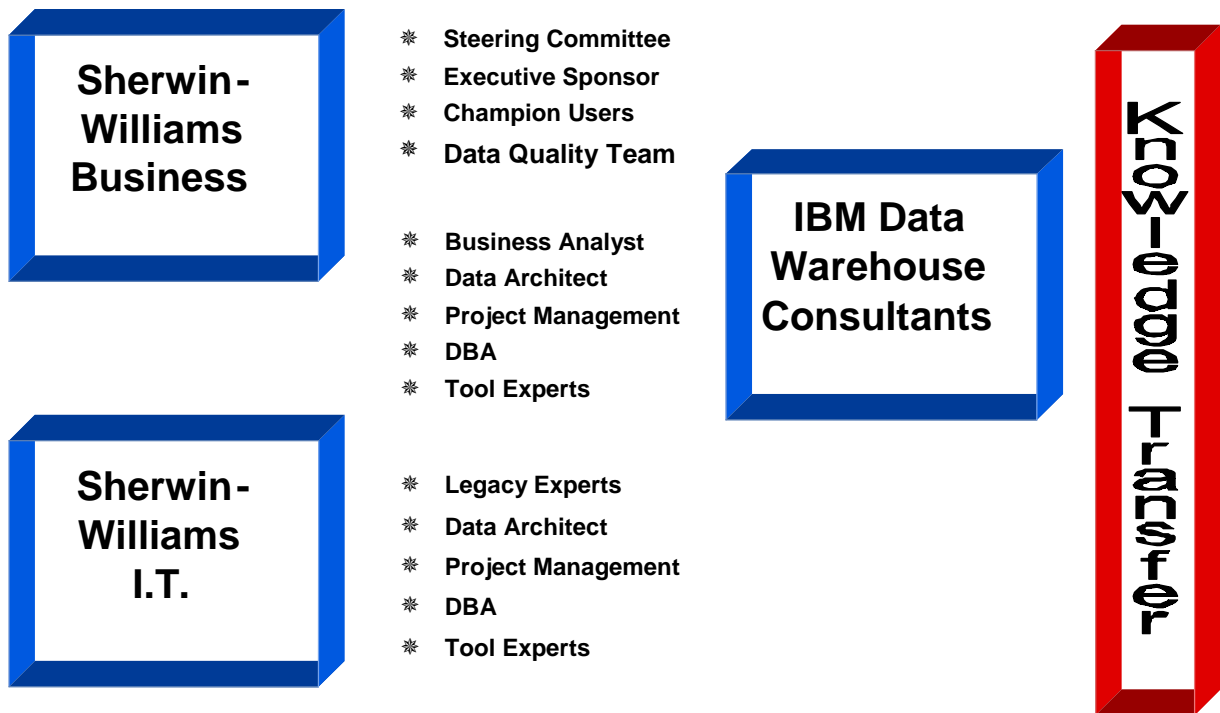 Sherwin-
Williams
Business
✵ Steering Committee
✵ Executive Sponsor
✵ Champion Users
✵ Data Quality Team
✵ Business Analyst
✵ Data Architect
✵ Project Management
✵ DBA
✵ Tool Experts
IBM Data
Warehouse
Consultants
Sherwin-
Williams
I.T.
✵ Legacy Experts
✵ Data Architect
✵ Project Management
✵ DBA
✵ Tool Experts
Knowledge Transfer